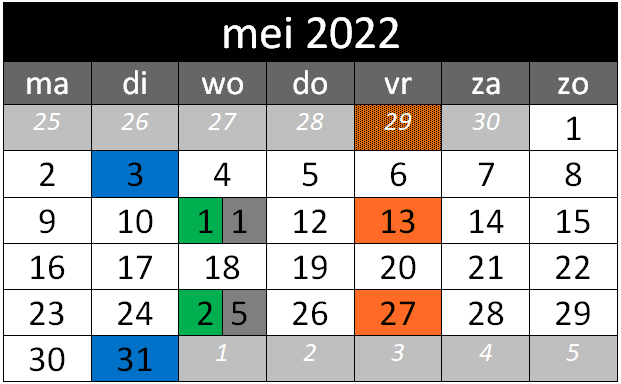 mei 2022
ma di wo do vr za zo
25 26 27 28 29 30 1
2 3 4 5 6 7 8
9 10 11 12 13 14 15
16 17 18 19 20 21 22
23 24 25 26 27 28 29
30 31 1 2 3 4 5